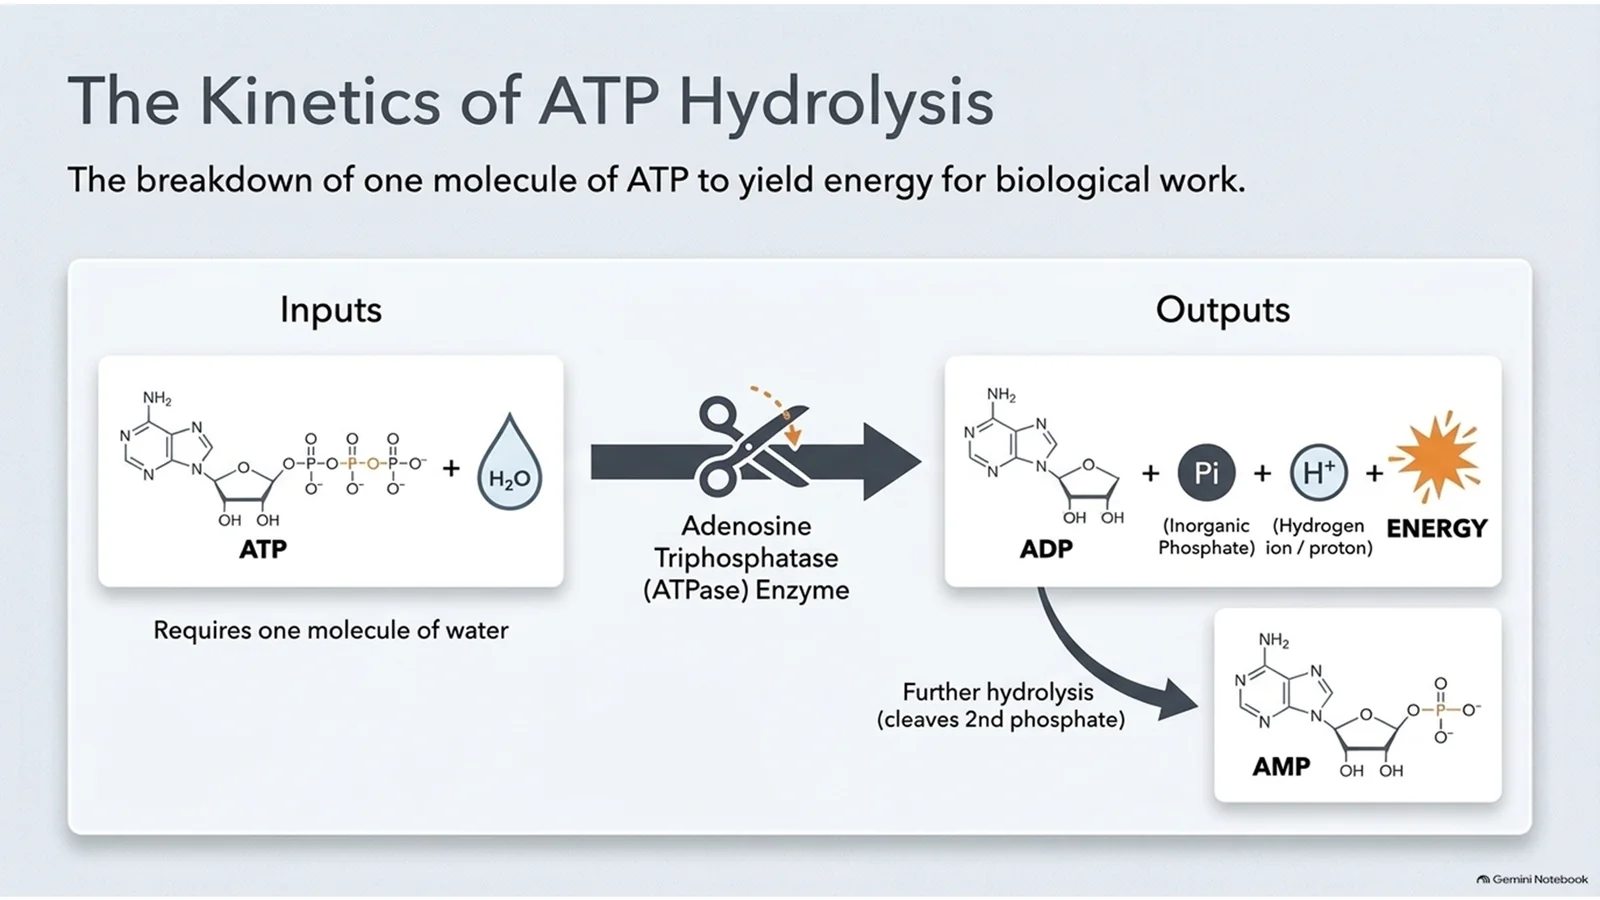 The Kinetics of ATP Hydrolysis
The breakdown of one molecule of ATP to yield energy for biological work.
Inputs
NH₂
N
N
N
N
O
O
P
O
P
O
P
O⁻
O
O
O
O⁻
O⁻
O⁻
OH
OH
ATP
+
H₂O
Requires one molecule of water
Adenosine
Triphosphatase
(ATPase) Enzyme
Outputs
NH₂
N
N
N
N
O
OH
OH
ADP
+
Pi
(Inorganic
Phosphate)
+
H⁺
(Hydrogen
ion / proton)
+
ENERGY
Further hydrolysis
(cleaves 2nd phosphate)
NH₂
N
N
N
N
O
O
P
O⁻
O
O⁻
OH
OH
AMP
Gemini Notebook